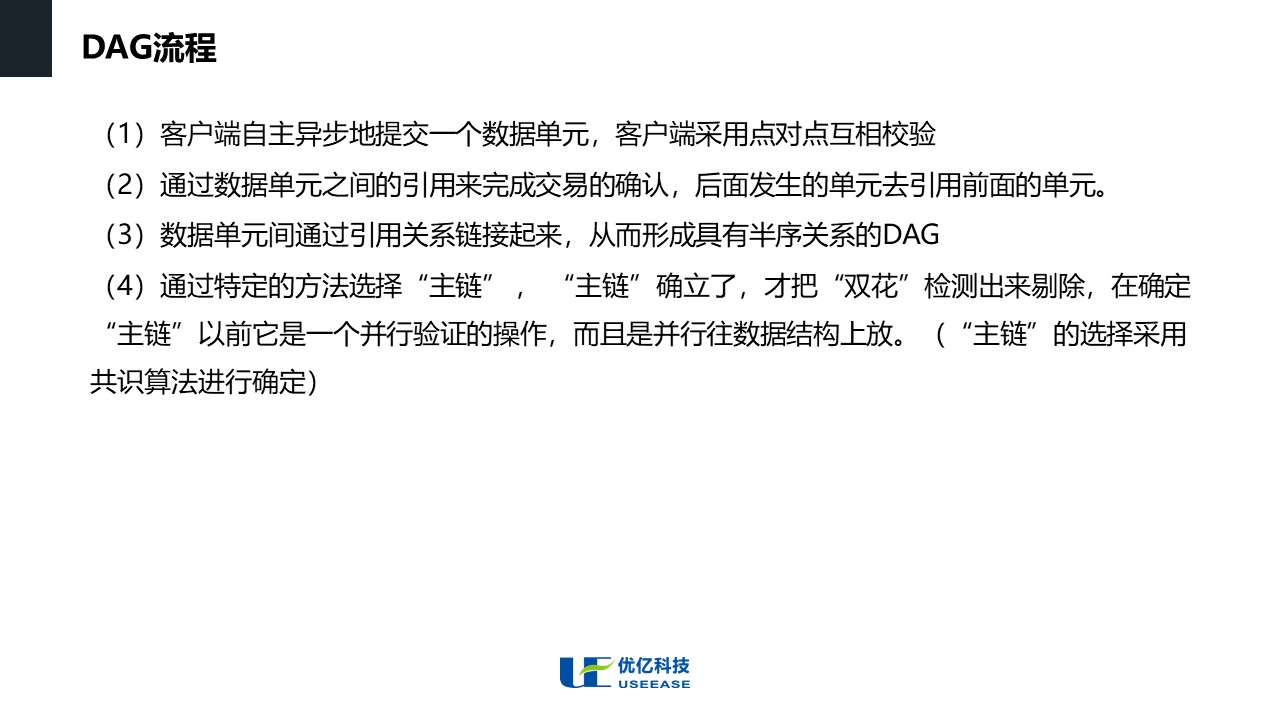 DAG流程
（1）客户端自主异步地提交一个数据单元，客户端采用点对点互相校验
（2）通过数据单元之间的引用来完成交易的确认，后面发生的单元去引用前面的单元。
（3）数据单元间通过引用关系链接起来，从而形成具有半序关系的DAG
（4）通过特定的方法选择“主链”， “主链”确立了，才把“双花”检测出来剔除，在确定
“主链”以前它是一个并行验证的操作，而且是并行往数据结构上放。（“主链”的选择采用
共识算法进行确定）
优亿科技
USEEASE